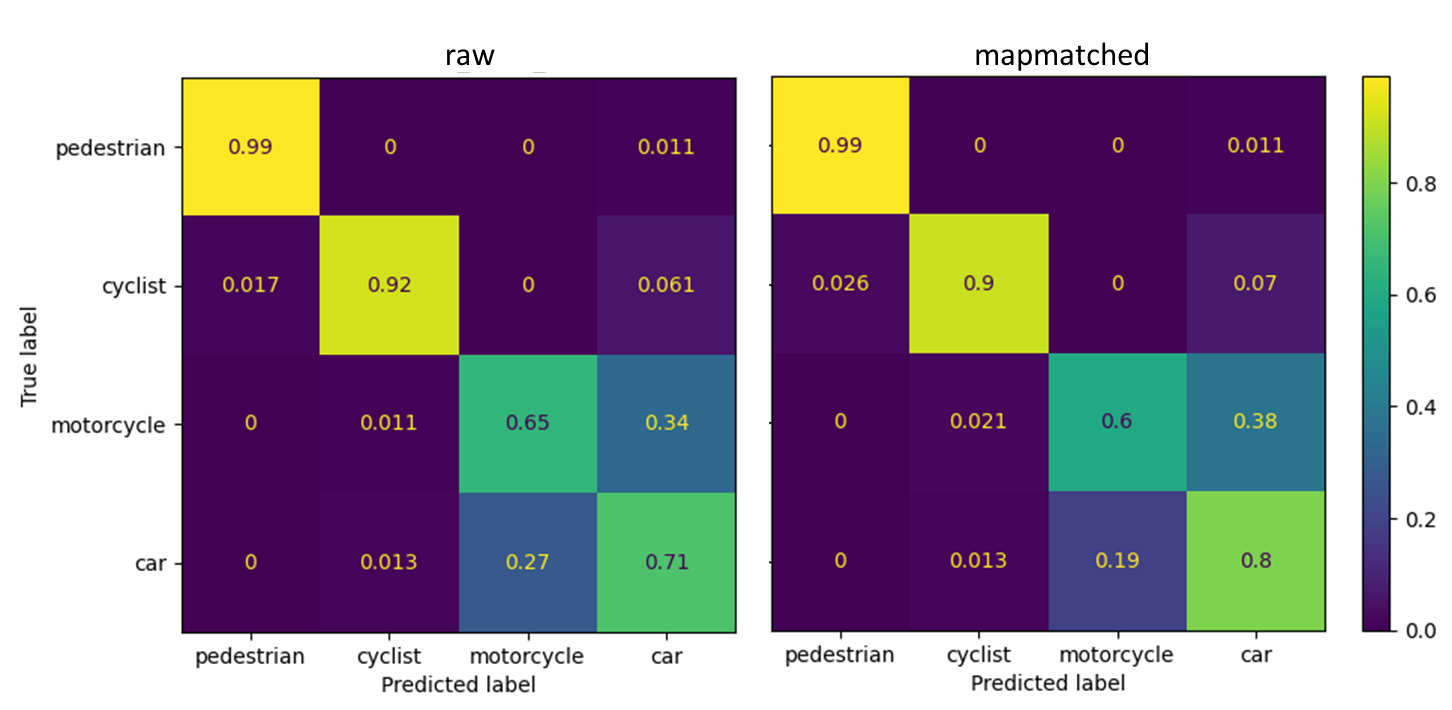 raw
mapmatched
True label
pedestrian 0.99 0 0 0.011
cyclist 0.017 0.92 0 0.061
motorcycle 0 0.011 0.65 0.34
car 0 0.013 0.27 0.71
pedestrian cyclist motorcycle car
Predicted label
0.99 0 0 0.011
0.026 0.9 0 0.07
0 0.021 0.6 0.38
0 0.013 0.19 0.8
pedestrian cyclist motorcycle car
Predicted label
0.8
0.6
0.4
0.2
0.0